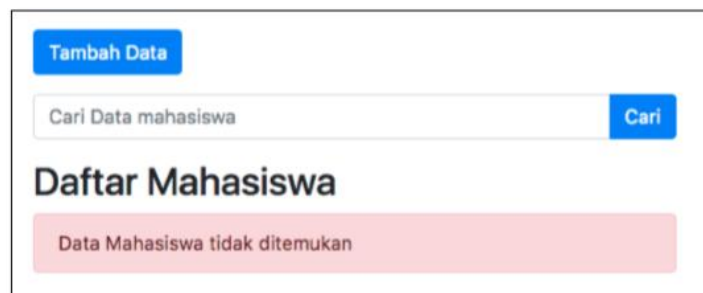 Tambah Data
Cari Data mahasiswa
Cari
Daftar Mahasiswa
Data Mahasiswa tidak ditemukan